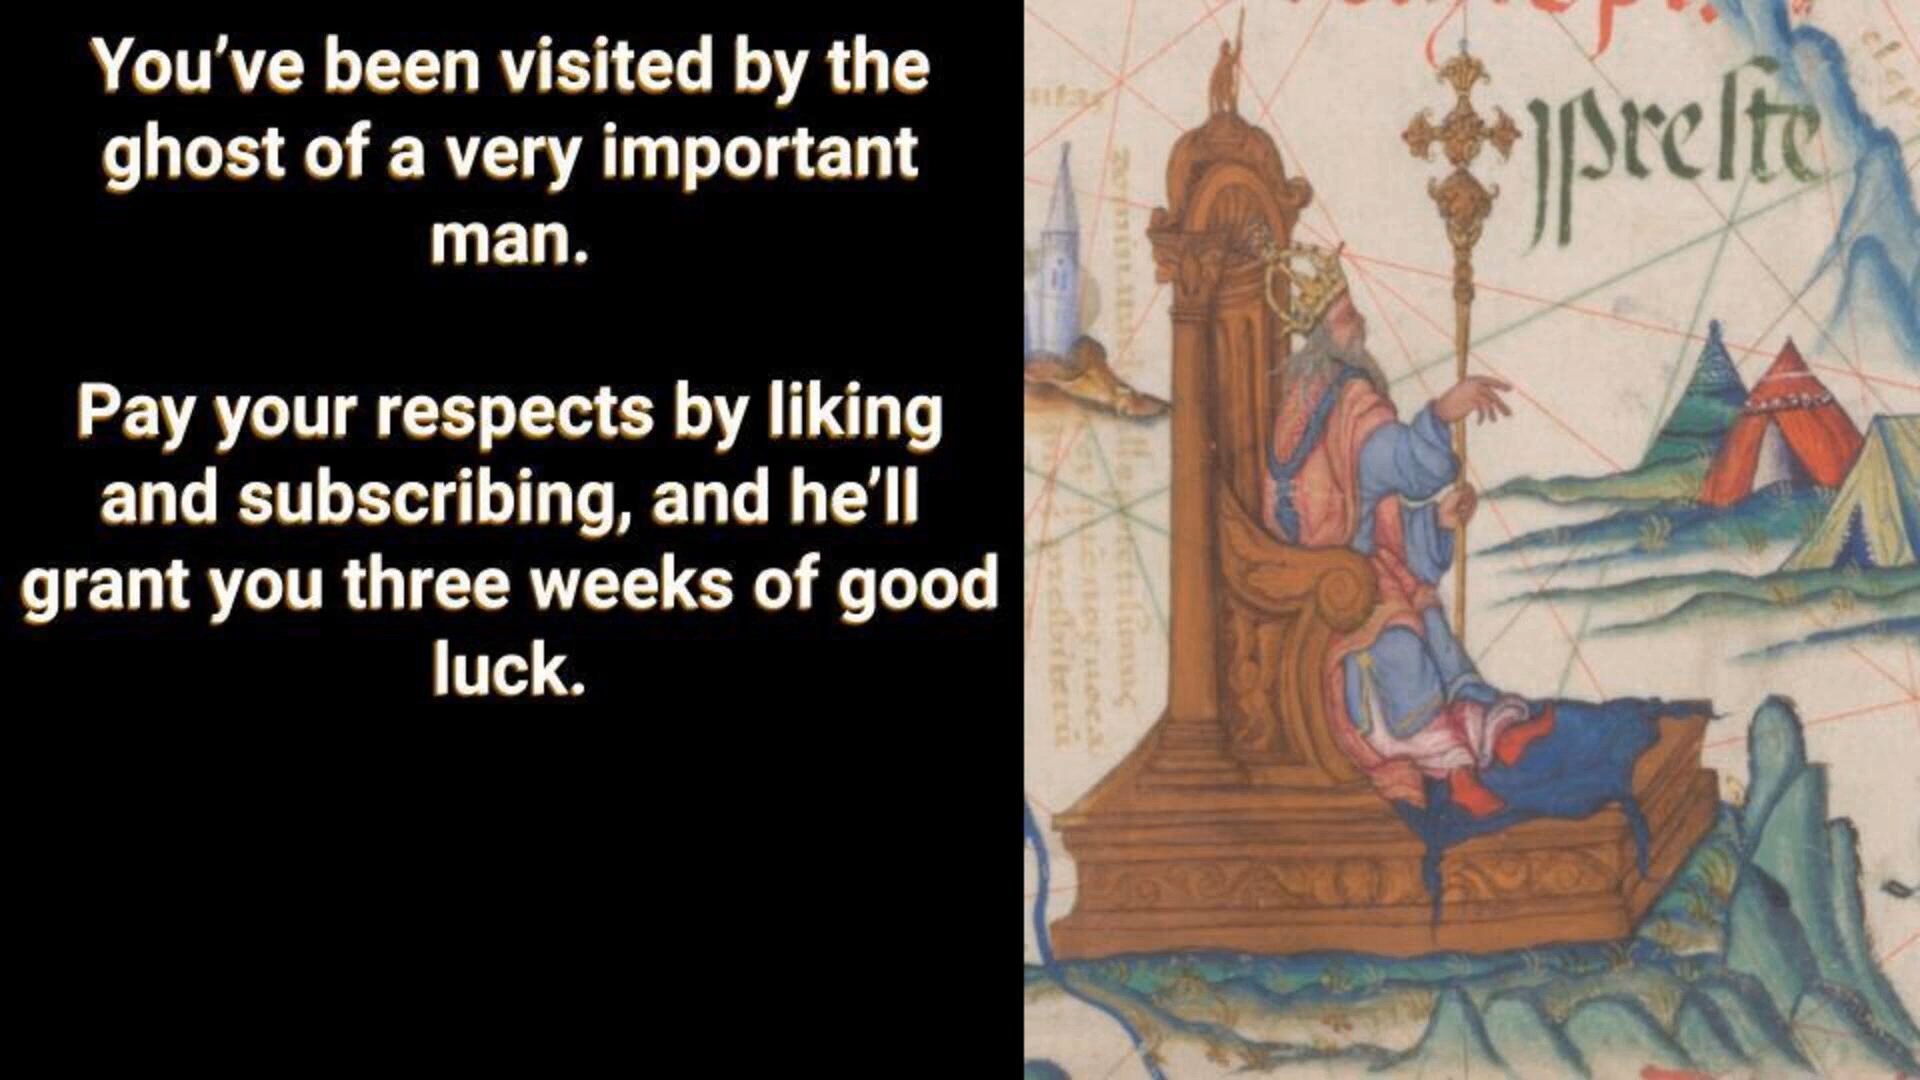 You’ve been visited by the
ghost of a very important
man.
Pay your respects by liking
and subscribing, and he’ll
grant you three weeks of good
luck.
preſte